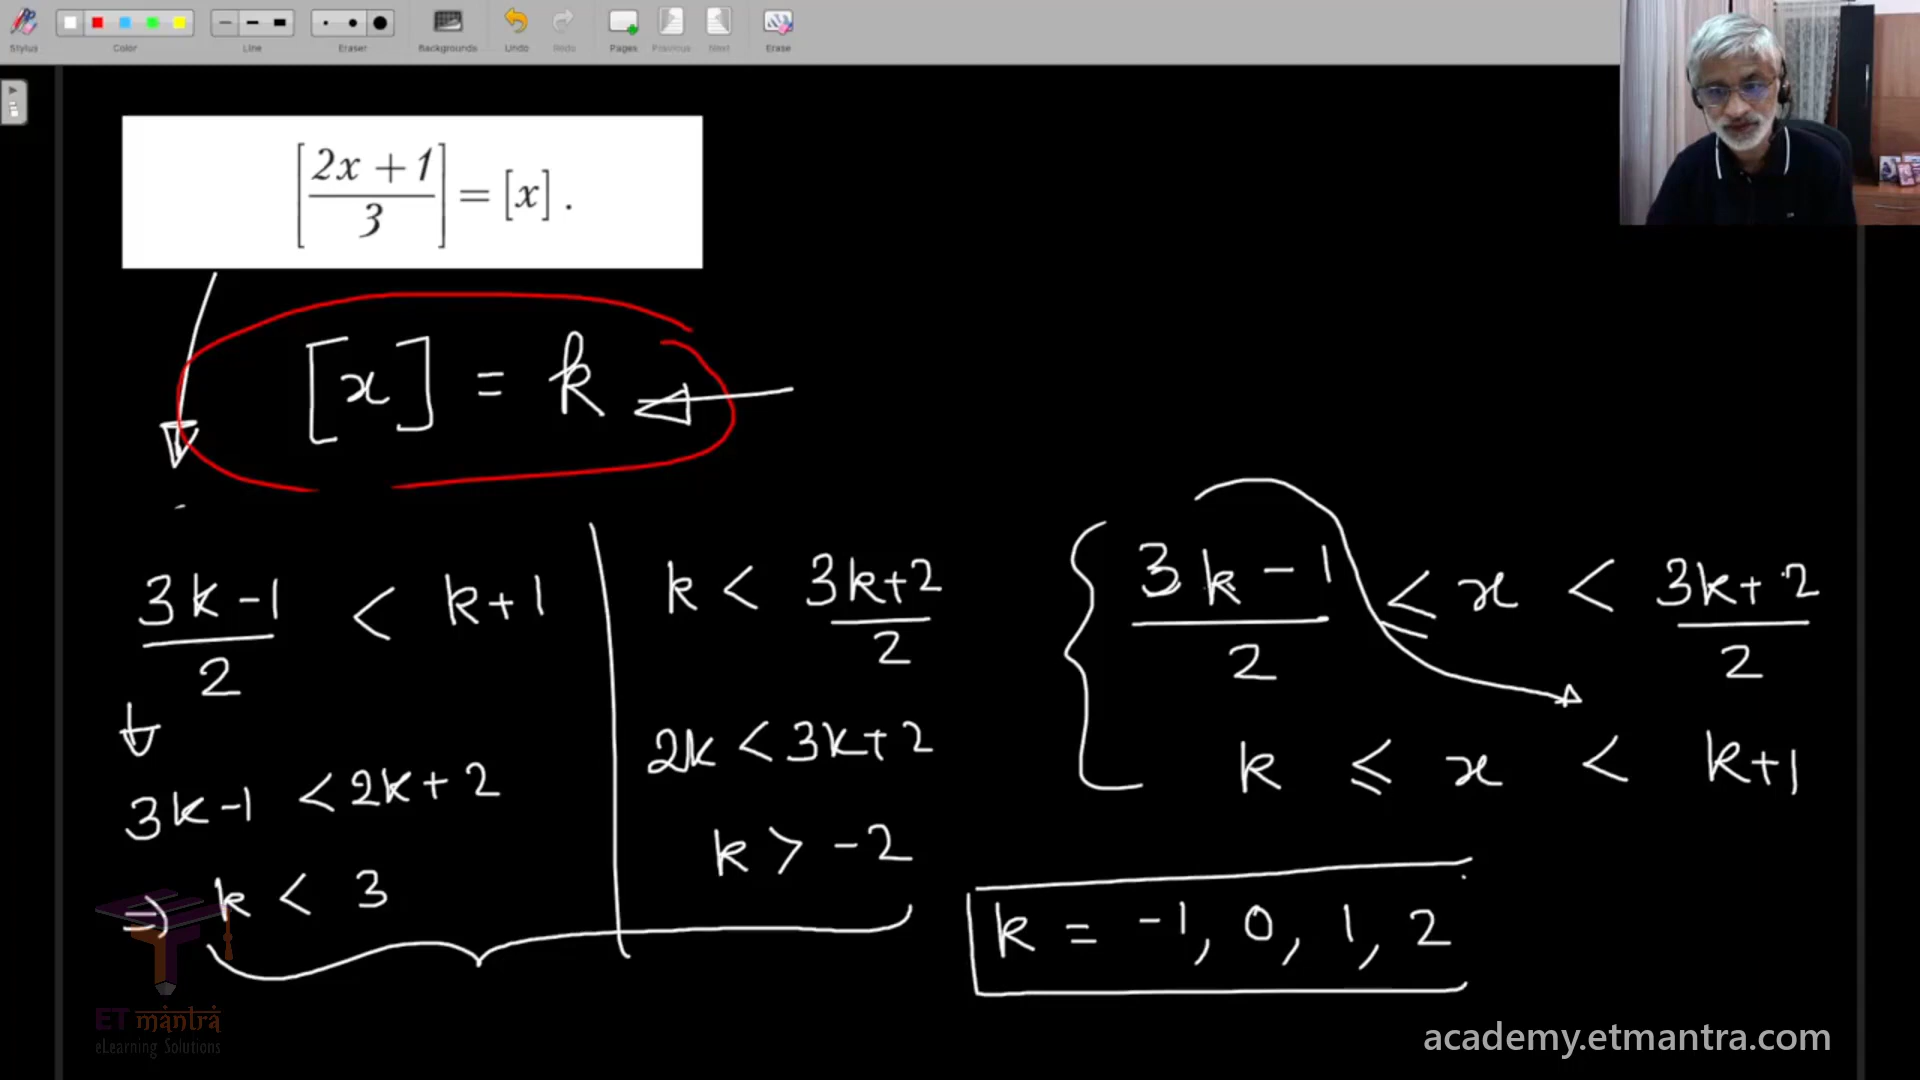 Stylus Color Line Eraser Backgrounds Undo Redo Pages Previous Next Erase
[(2x + 1)/3] = [x] .
[x] = k
(3k-1)/2 < k+1
3k-1 < 2k+2
⇒ k < 3
k < (3k+2)/2
2k < 3k+2
k > -2
(3k-1)/2 ≤ x < (3k+2)/2
k ≤ x < k+1
k = -1, 0, 1, 2
ET mantra
eLearning Solutions
academy.etmantra.com